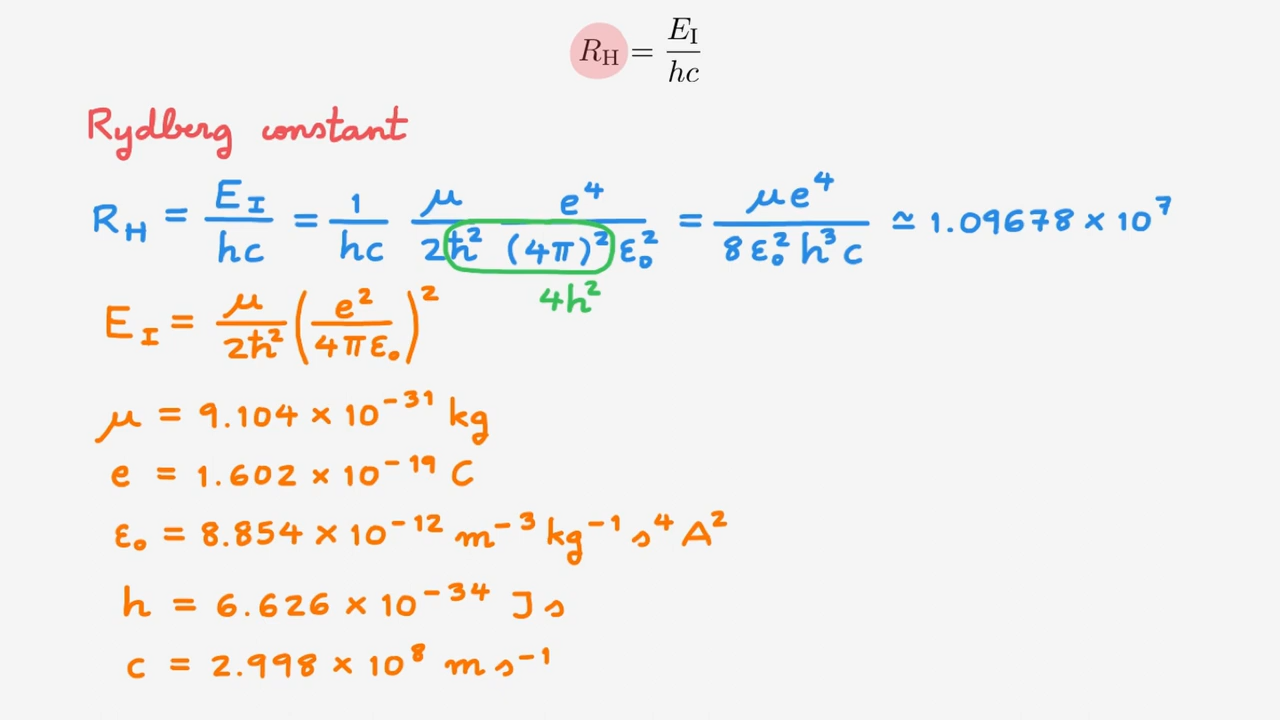 R_H = E_I / hc
Rydberg constant
R_H = E_I / hc = 1 / hc μ / 2ħ² e⁴ / (4π)² ε₀² = μe⁴ / 8ε₀²h³c ≃ 1.09678 × 10⁷
4h²
E_I = μ / 2ħ² (e² / 4πε₀)²
μ = 9.104 × 10⁻³¹ kg
e = 1.602 × 10⁻¹⁹ C
ε₀ = 8.854 × 10⁻¹² m⁻³ kg⁻¹ s⁴ A²
h = 6.626 × 10⁻³⁴ J s
c = 2.998 × 10⁸ m s⁻¹